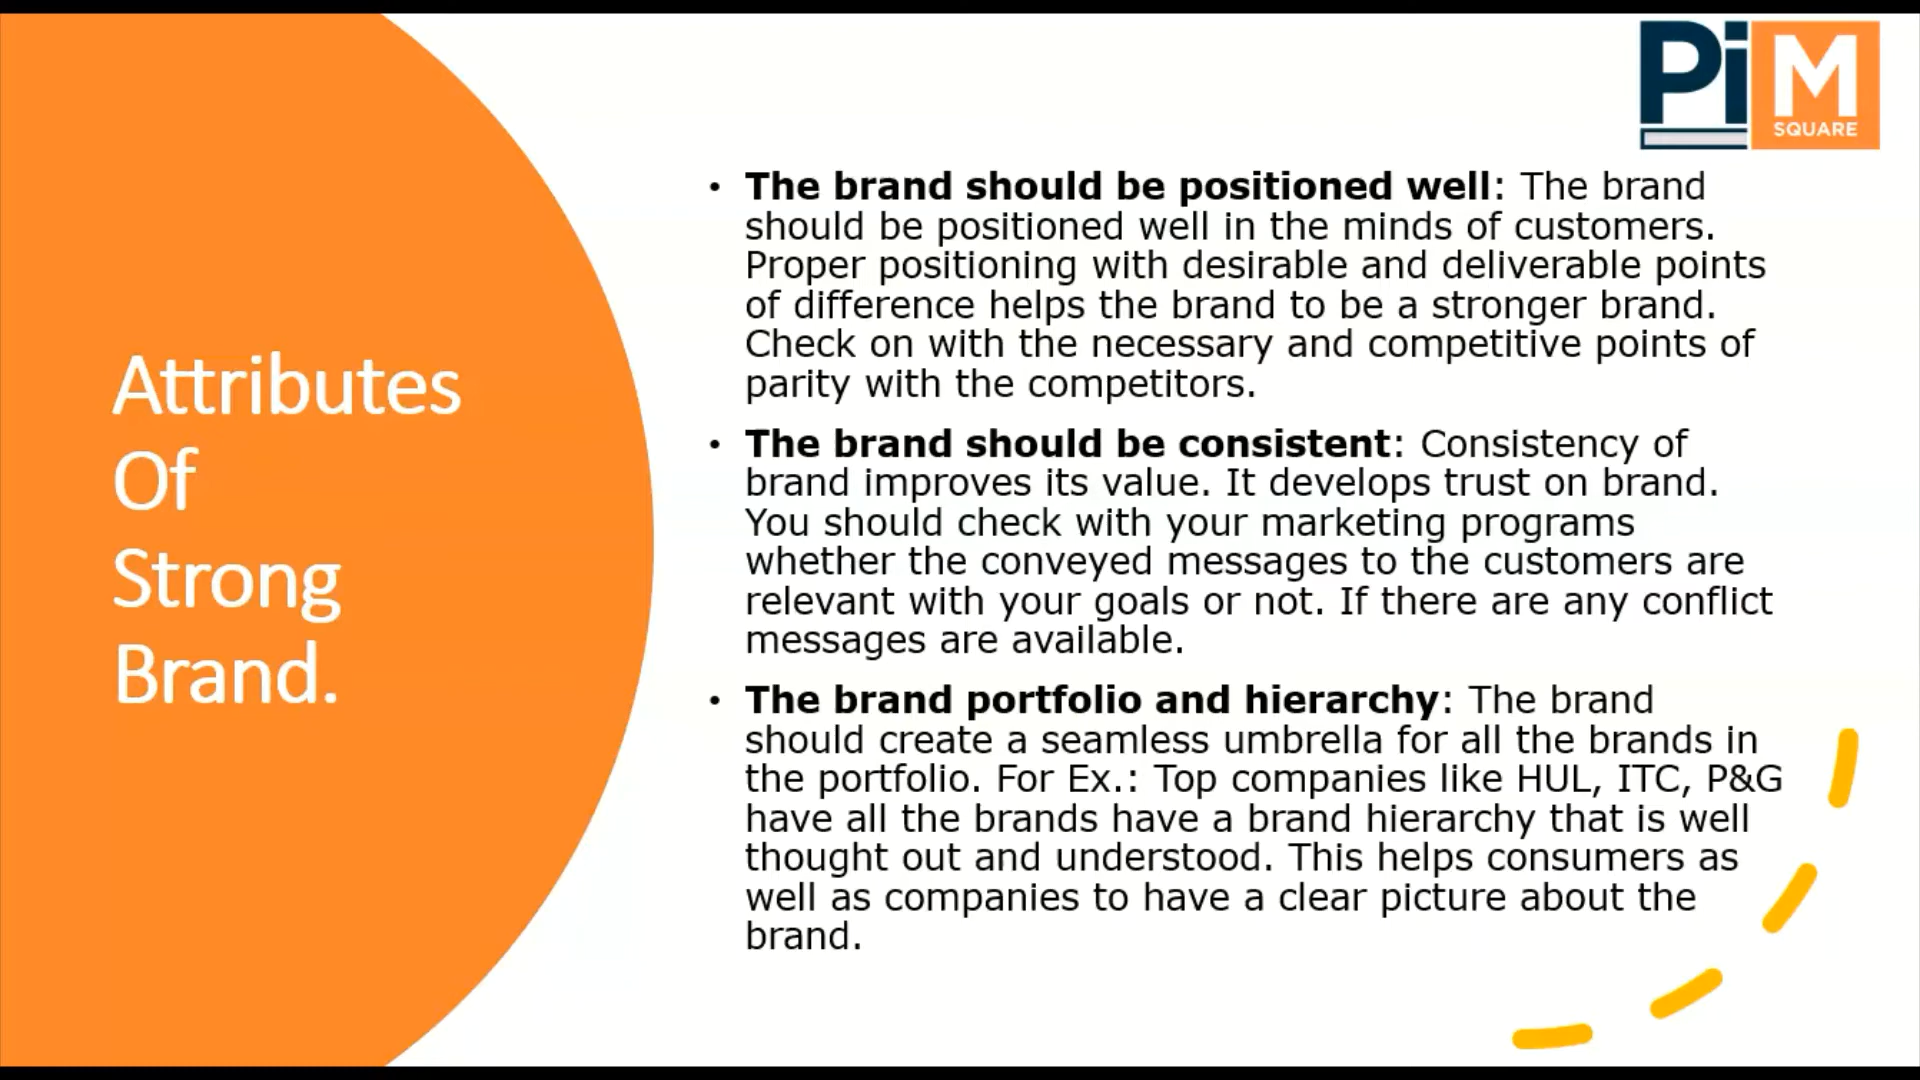 Pi M
SQUARE
Attributes
Of
Strong
Brand.
• The brand should be positioned well: The brand
should be positioned well in the minds of customers.
Proper positioning with desirable and deliverable points
of difference helps the brand to be a stronger brand.
Check on with the necessary and competitive points of
parity with the competitors.
• The brand should be consistent: Consistency of
brand improves its value. It develops trust on brand.
You should check with your marketing programs
whether the conveyed messages to the customers are
relevant with your goals or not. If there are any conflict
messages are available.
• The brand portfolio and hierarchy: The brand
should create a seamless umbrella for all the brands in
the portfolio. For Ex.: Top companies like HUL, ITC, P&G
have all the brands have a brand hierarchy that is well
thought out and understood. This helps consumers as
well as companies to have a clear picture about the
brand.